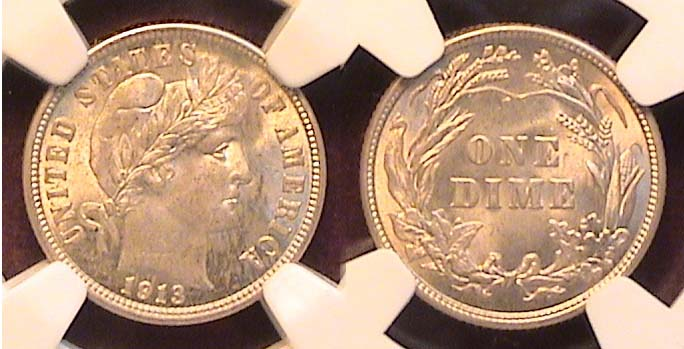 UNITED STATES OF AMERICA
1913
ONE
DIME